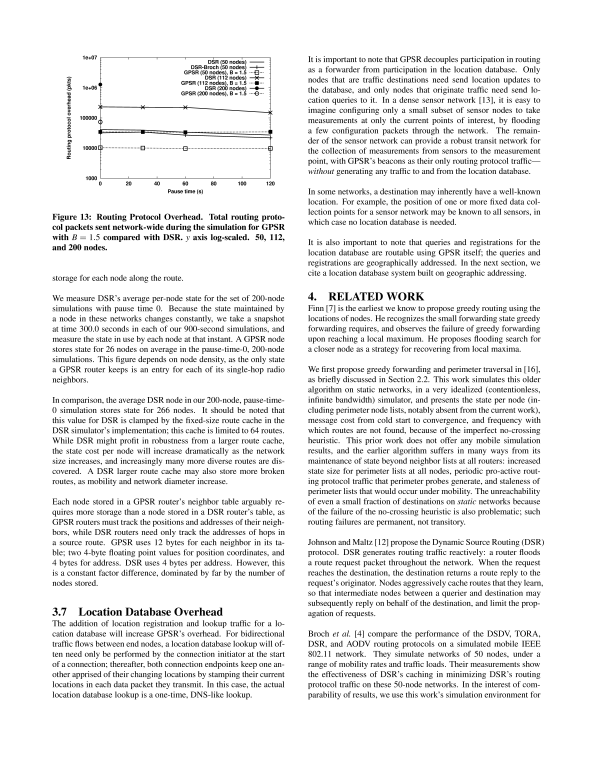 1e+07
1e+06
100000
10000
1000
0 20 40 60 80 100 120
Pause time (s)
Routing protocol overhead (pkts)
DSR (50 nodes)
DSR-Broch (50 nodes)
GPSR (50 nodes), B = 1.5
DSR (112 nodes)
GPSR (112 nodes), B = 1.5
DSR (200 nodes)
GPSR (200 nodes), B = 1.5
Figure 13: Routing Protocol Overhead. Total routing proto-
col packets sent network-wide during the simulation for GPSR
with B = 1.5 compared with DSR. y axis log-scaled. 50, 112,
and 200 nodes.
storage for each node along the route.
We measure DSR's average per-node state for the set of 200-node
simulations with pause time 0. Because the state maintained by
a node in these networks changes constantly, we take a snapshot
at time 300.0 seconds in each of our 900-second simulations, and
measure the state in use by each node at that instant. A GPSR node
stores state for 26 nodes on average in the pause-time-0, 200-node
simulations. This figure depends on node density, as the only state
a GPSR router keeps is an entry for each of its single-hop radio
neighbors.
In comparison, the average DSR node in our 200-node, pause-time-
0 simulation stores state for 266 nodes. It should be noted that
this value for DSR is clamped by the fixed-size route cache in the
DSR simulator's implementation; this cache is limited to 64 routes.
While DSR might profit in robustness from a larger route cache,
the state cost per node will increase dramatically as the network
size increases, and increasingly many more diverse routes are dis-
covered. A DSR larger route cache may also store more broken
routes, as mobility and network diameter increase.
Each node stored in a GPSR router's neighbor table arguably re-
quires more storage than a node stored in a DSR router's table, as
GPSR routers must track the positions and addresses of their neigh-
bors, while DSR routers need only track the addresses of hops in
a source route. GPSR uses 12 bytes for each neighbor in its ta-
ble; two 4-byte floating point values for position coordinates, and
4 bytes for address. DSR uses 4 bytes per address. However, this
is a constant factor difference, dominated by far by the number of
nodes stored.
3.7 Location Database Overhead
The addition of location registration and lookup traffic for a lo-
cation database will increase GPSR's overhead. For bidirectional
traffic flows between end nodes, a location database lookup will of-
ten need only be performed by the connection initiator at the start
of a connection; thereafter, both connection endpoints keep one an-
other apprised of their changing locations by stamping their current
locations in each data packet they transmit. In this case, the actual
location database lookup is a one-time, DNS-like lookup.
It is important to note that GPSR decouples participation in routing
as a forwarder from participation in the location database. Only
nodes that are traffic destinations need send location updates to
the database, and only nodes that originate traffic need send lo-
cation queries to it. In a dense sensor network [13], it is easy to
imagine configuring only a small subset of sensor nodes to take
measurements at only the current points of interest, by flooding
a few configuration packets through the network. The remain-
der of the sensor network can provide a robust transit network for
the collection of measurements from sensors to the measurement
point, with GPSR's beacons as their only routing protocol traffic—
without generating any traffic to and from the location database.
In some networks, a destination may inherently have a well-known
location. For example, the position of one or more fixed data col-
lection points for a sensor network may be known to all sensors, in
which case no location database is needed.
It is also important to note that queries and registrations for the
location database are routable using GPSR itself; the queries and
registrations are geographically addressed. In the next section, we
cite a location database system built on geographic addressing.
4. RELATED WORK
Finn [7] is the earliest we know to propose greedy routing using the
locations of nodes. He recognizes the small forwarding state greedy
forwarding requires, and observes the failure of greedy forwarding
upon reaching a local maximum. He proposes flooding search for
a closer node as a strategy for recovering from local maxima.
We first propose greedy forwarding and perimeter traversal in [16],
as briefly discussed in Section 2.2. This work simulates this older
algorithm on static networks, in a very idealized (contentionless,
infinite bandwidth) simulator, and presents the state per node (in-
cluding perimeter node lists, notably absent from the current work),
message cost from cold start to convergence, and frequency with
which routes are not found, because of the imperfect no-crossing
heuristic. This prior work does not offer any mobile simulation
results, and the earlier algorithm suffers in many ways from its
maintenance of state beyond neighbor lists at all routers: increased
state size for perimeter lists at all nodes, periodic pro-active rout-
ing protocol traffic that perimeter probes generate, and staleness of
perimeter lists that would occur under mobility. The unreachability
of even a small fraction of destinations on static networks because
of the failure of the no-crossing heuristic is also problematic; such
routing failures are permanent, not transitory.
Johnson and Maltz [12] propose the Dynamic Source Routing (DSR)
protocol. DSR generates routing traffic reactively: a router floods
a route request packet throughout the network. When the request
reaches the destination, the destination returns a route reply to the
request's originator. Nodes aggressively cache routes that they learn,
so that intermediate nodes between a querier and destination may
subsequently reply on behalf of the destination, and limit the prop-
agation of requests.
Broch et al. [4] compare the performance of the DSDV, TORA,
DSR, and AODV routing protocols on a simulated mobile IEEE
802.11 network. They simulate networks of 50 nodes, under a
range of mobility rates and traffic loads. Their measurements show
the effectiveness of DSR's caching in minimizing DSR's routing
protocol traffic on these 50-node networks. In the interest of com-
parability of results, we use this work's simulation environment for